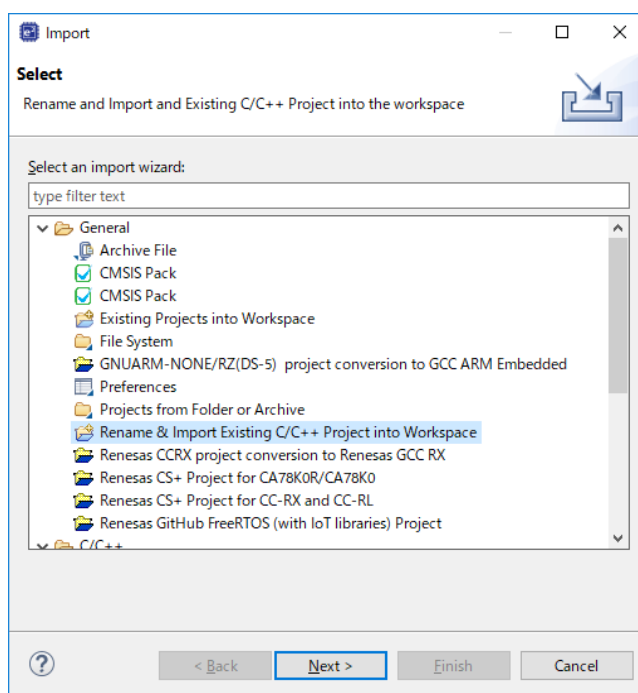 Import
Select
Rename and Import and Existing C/C++ Project into the workspace
Select an import wizard:
type filter text
General
Archive File
CMSIS Pack
CMSIS Pack
Existing Projects into Workspace
File System
GNUARM-NONE/RZ(DS-5) project conversion to GCC ARM Embedded
Preferences
Projects from Folder or Archive
Rename & Import Existing C/C++ Project into Workspace
Renesas CCRX project conversion to Renesas GCC RX
Renesas CS+ Project for CA78K0R/CA78K0
Renesas CS+ Project for CC-RX and CC-RL
Renesas GitHub FreeRTOS (with IoT libraries) Project
C/C++
? < Back Next > Finish Cancel